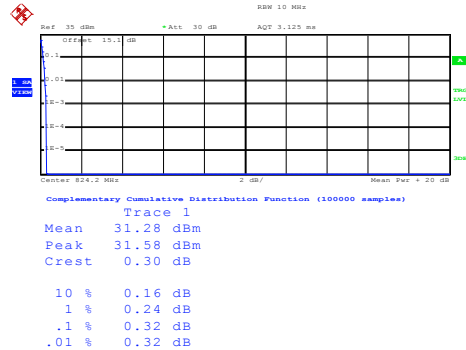 RBW 10 MHz
Ref 35 dBm * Att 30 dB AQT 3.125 ms
Offset 15.1 dB
0.1
0.01
1E-3
1E-4
1E-5
A
1 SA
VIEW
TRG
LVL
3DB
Center 824.2 MHz 2 dB/ Mean Pwr + 20 dB
Complementary Cumulative Distribution Function (100000 samples)
Trace 1
Mean 31.28 dBm
Peak 31.58 dBm
Crest 0.30 dB
10 % 0.16 dB
1 % 0.24 dB
.1 % 0.32 dB
.01 % 0.32 dB